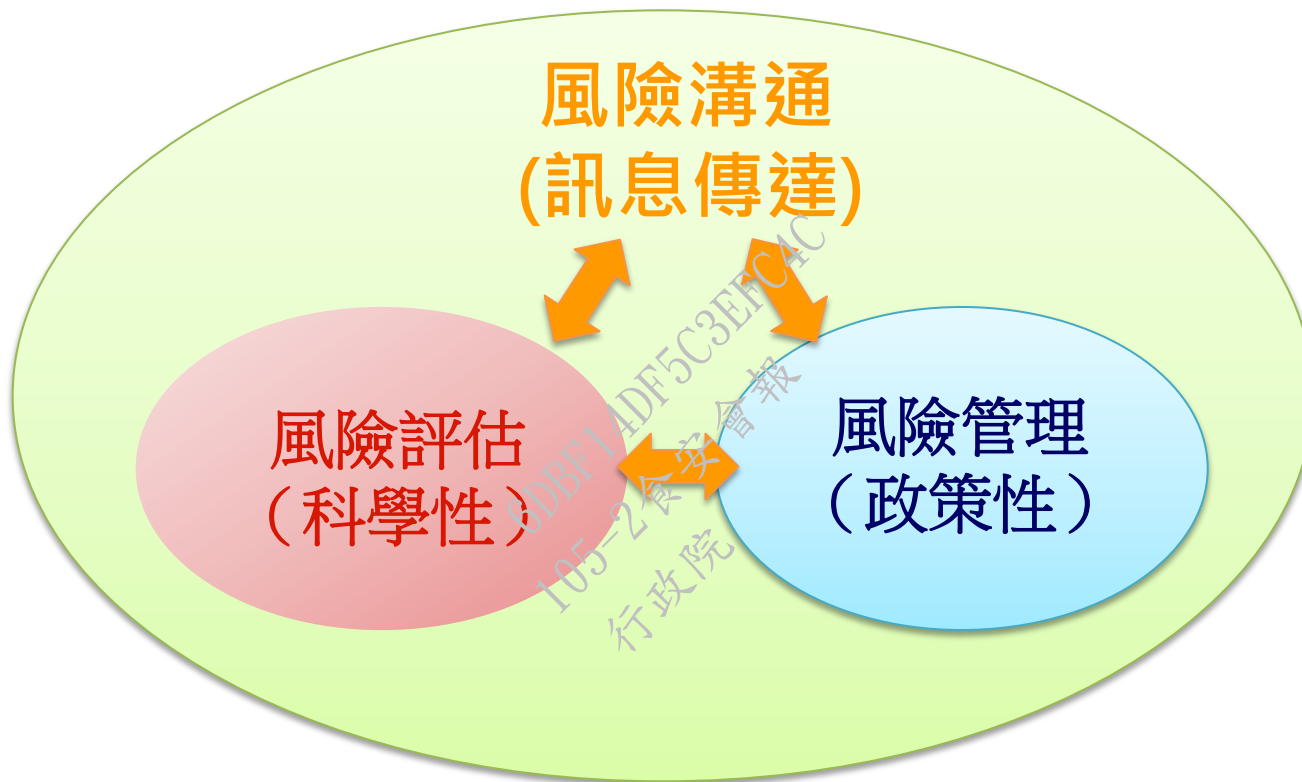 風險溝通
(訊息傳達)
風險評估
（科學性）
風險管理
（政策性）
6DBF14DF5C3EFC4C
105-2食安會報
行政院